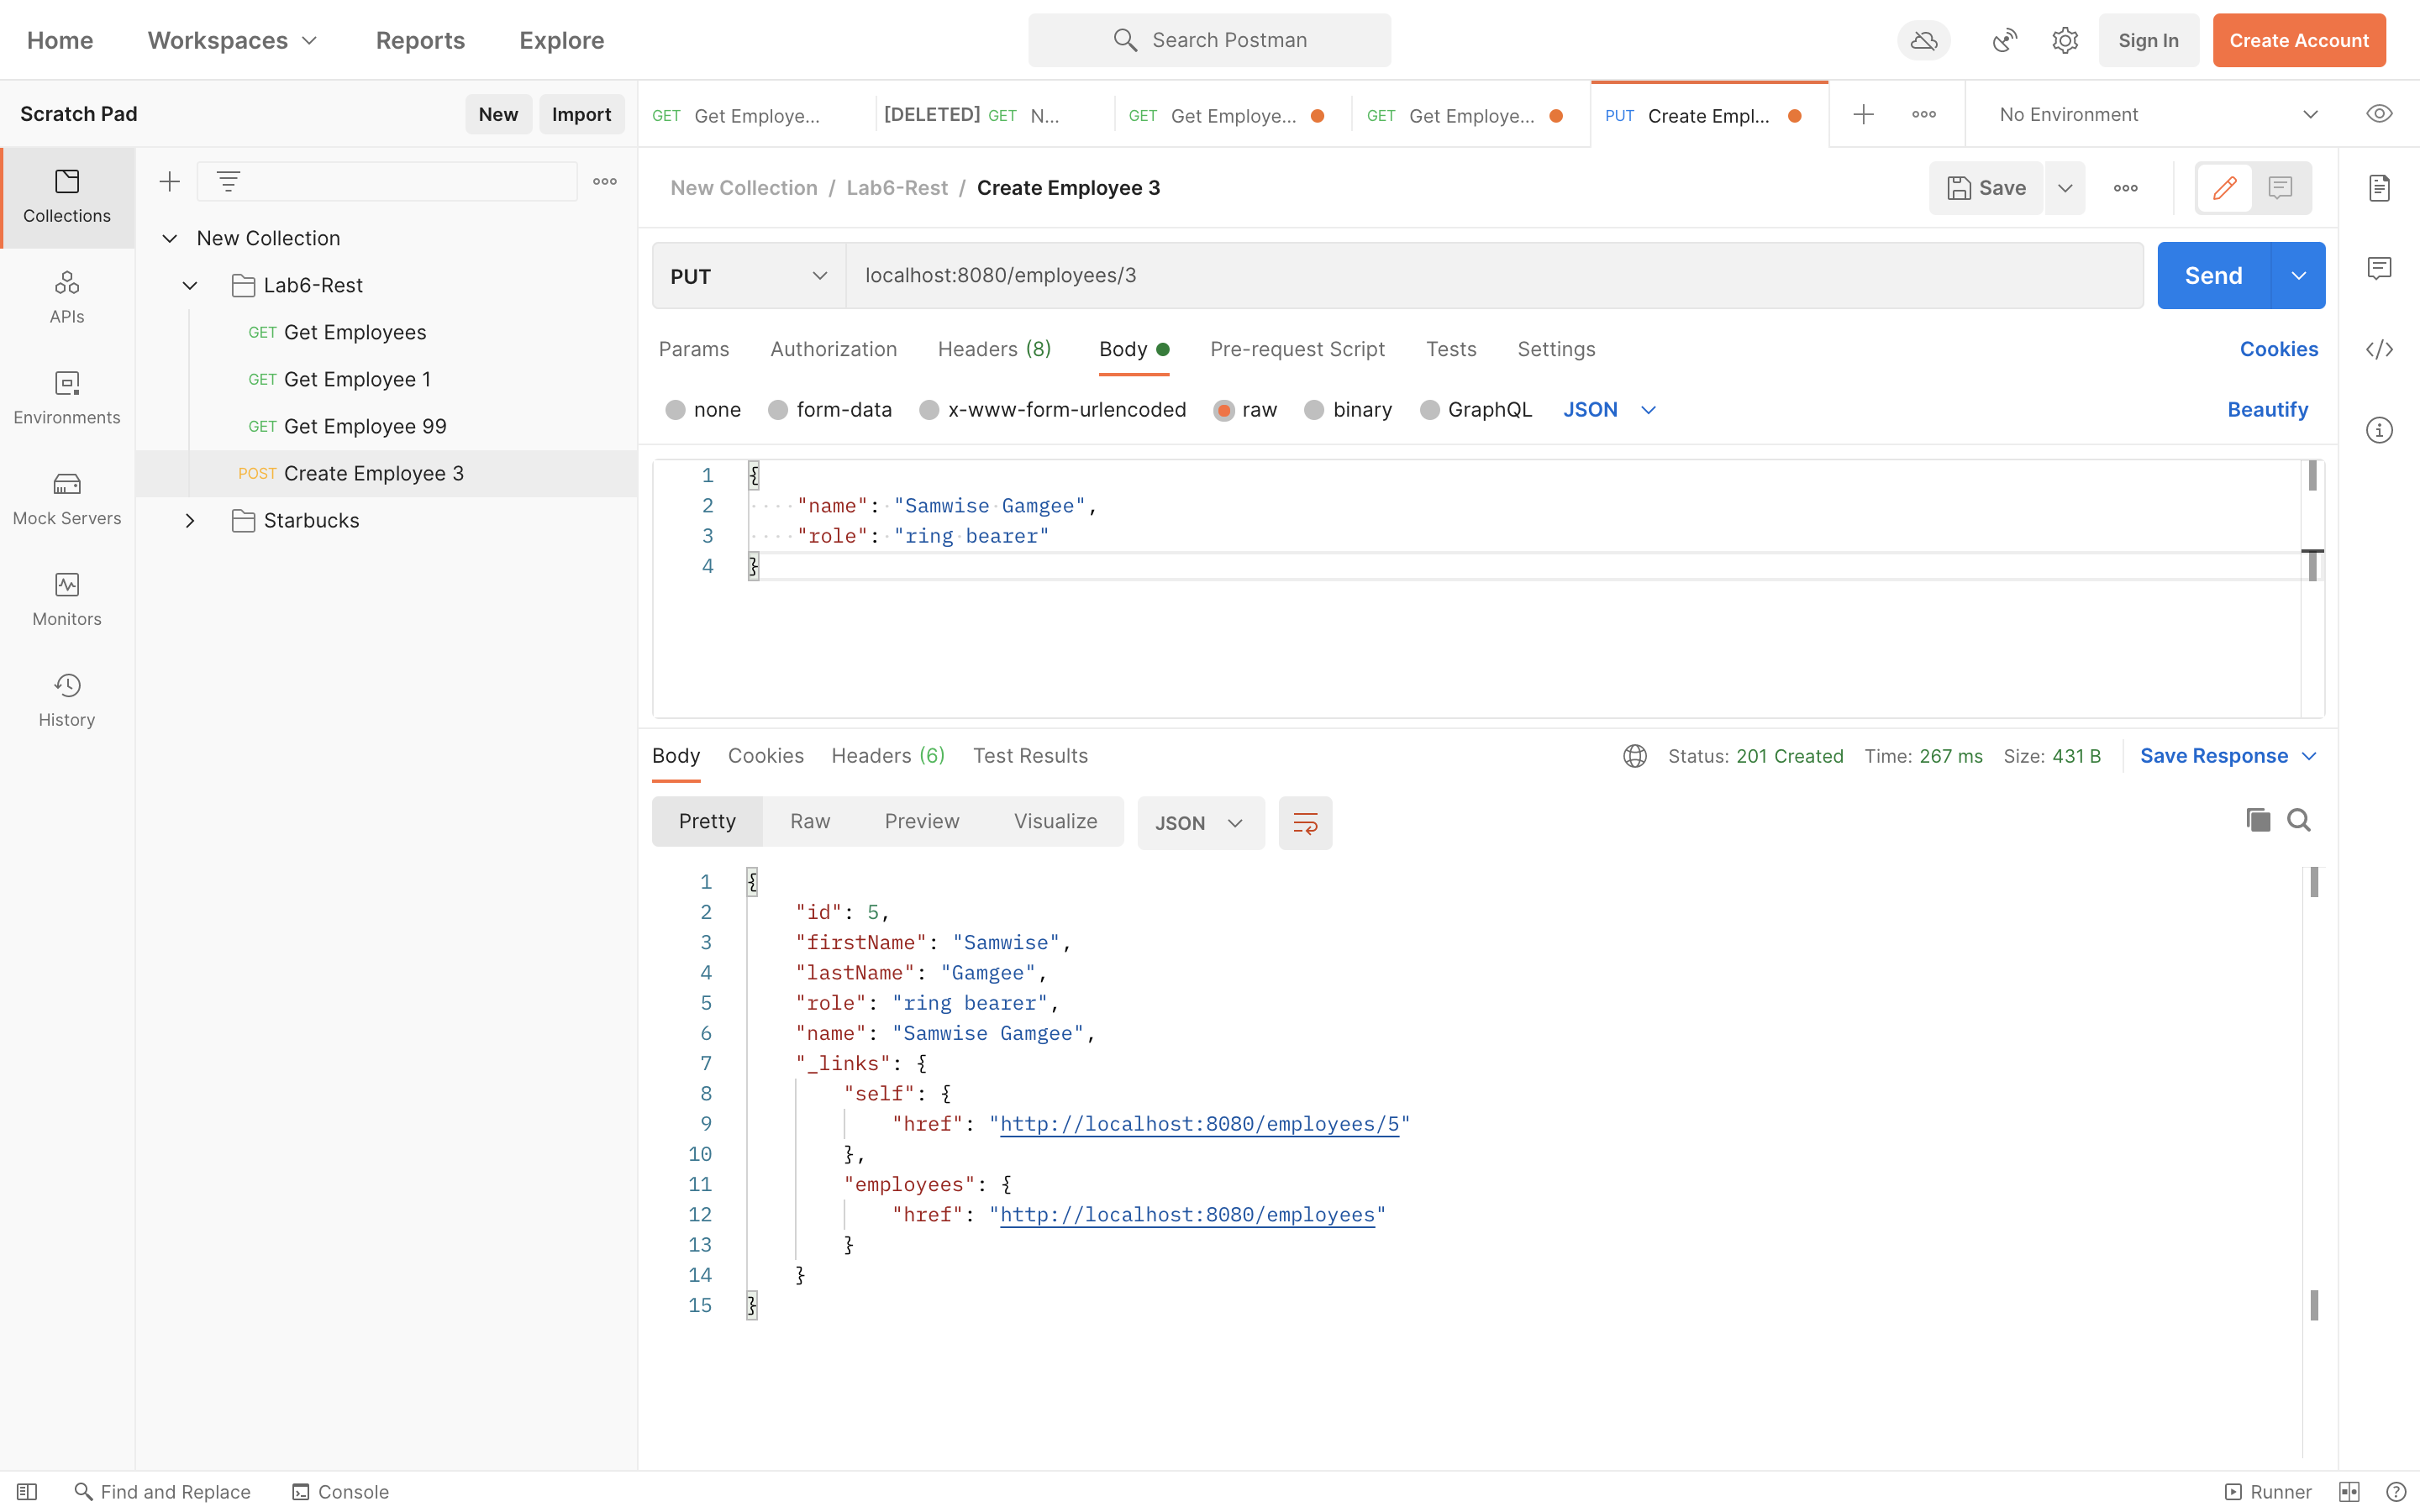 Home Workspaces Reports Explore Search Postman Sign In Create Account
Scratch Pad New Import GET Get Employe... [DELETED] GET N... GET Get Employe... GET Get Employe... PUT Create Empl... No Environment
Collections
APIs
Environments
Mock Servers
Monitors
History
New Collection
Lab6-Rest
GET Get Employees
GET Get Employee 1
GET Get Employee 99
POST Create Employee 3
Starbucks
New Collection / Lab6-Rest / Create Employee 3 Save
PUT localhost:8080/employees/3 Send
Params Authorization Headers (8) Body Pre-request Script Tests Settings Cookies
none form-data x-www-form-urlencoded raw binary GraphQL JSON Beautify
1 {
2 "name": "Samwise Gamgee",
3 "role": "ring bearer"
4 }
Body Cookies Headers (6) Test Results Status: 201 Created Time: 267 ms Size: 431 B Save Response
Pretty Raw Preview Visualize JSON
1 {
2 "id": 5,
3 "firstName": "Samwise",
4 "lastName": "Gamgee",
5 "role": "ring bearer",
6 "name": "Samwise Gamgee",
7 "_links": {
8 "self": {
9 "href": "http://localhost:8080/employees/5"
10 },
11 "employees": {
12 "href": "http://localhost:8080/employees"
13 }
14 }
15 }
Find and Replace Console Runner